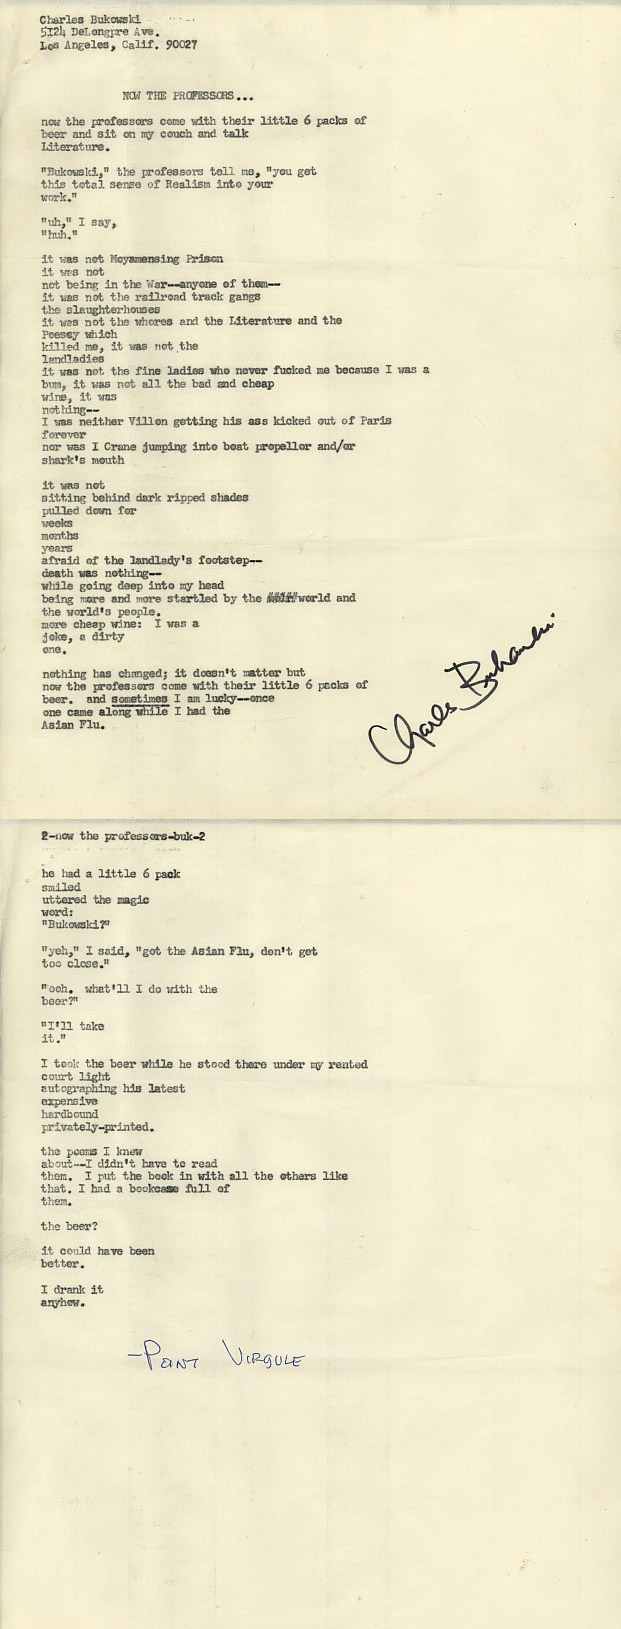 Charles Bukowski
5124 DeLongpre Ave.
Los Angeles, Calif. 90027
NOW THE PROFESSORS...
now the professors come with their little 6 packs of
beer and sit on my couch and talk
Literature.
"Bukowski," the professors tell me, "you get
this total sense of Realism into your
work."
"uh," I say,
"huh."
it was not Moyamensing Prison
it was not
not being in the War--anyone of them--
it was not the railroad track gangs
the slaughterhouses
it was not the whores and the Literature and the
Poesey which
killed me, it was not the
landladies
it was not the fine ladies who never fucked me because I was a
bum, it was not all the bad and cheap
wine, it was
nothing--
I was neither Villon getting his ass kicked out of Paris
forever
nor was I Crane jumping into boat propellor and/or
shark's mouth
it was not
sitting behind dark ripped shades
pulled down for
weeks
months
years
afraid of the landlady's footstep--
death was nothing--
while going deep into my head
being more and more startled by the world and
the world's people.
more cheap wine: I was a
joke, a dirty
one.
nothing has changed; it doesn't matter but
now the professors come with their little 6 packs of
beer. and sometimes I am lucky--once
one came along while I had the
Asian Flu.
Charles Bukowski
2-now the professors-buk-2
he had a little 6 pack
smiled
uttered the magic
word:
"Bukowski?"
"yeh," I said, "got the Asian Flu, don't get
too close."
"ooh. what'll I do with the
beer?"
"I'll take
it."
I took the beer while he stood there under my rented
court light
autographing his latest
expensive
hardbound
privately-printed.
the poems I knew
about--I didn't have to read
them. I put the book in with all the others like
that. I had a bookcase full of
them.
the beer?
it could have been
better.
I drank it
anyhow.
-POINT VIRGULE